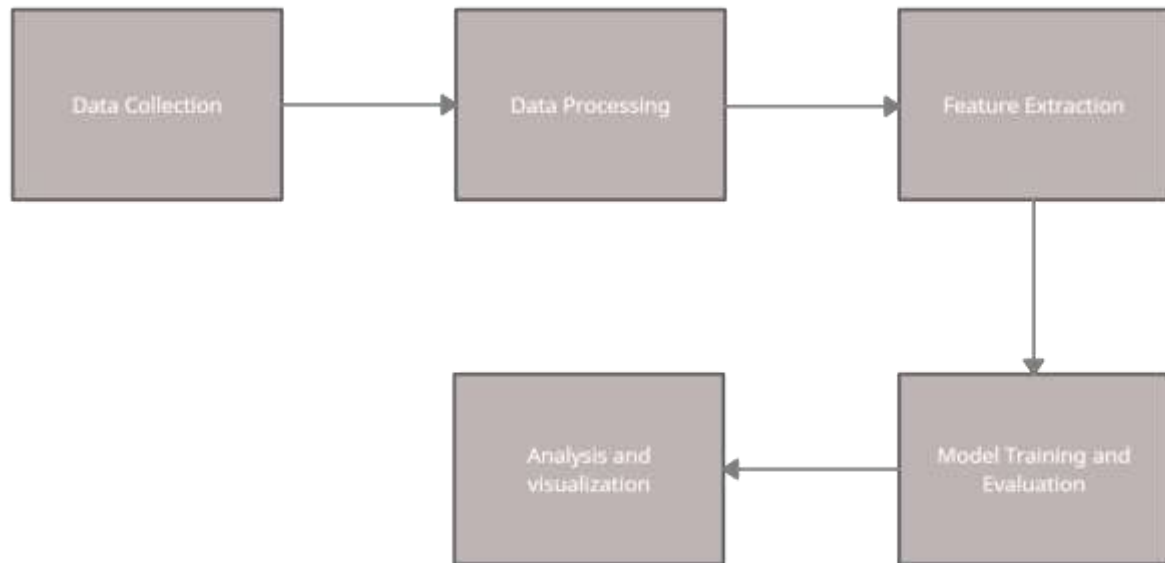 Data Collection
Data Processing
Feature Extraction
Analysis and
visualization
Model Training and
Evaluation